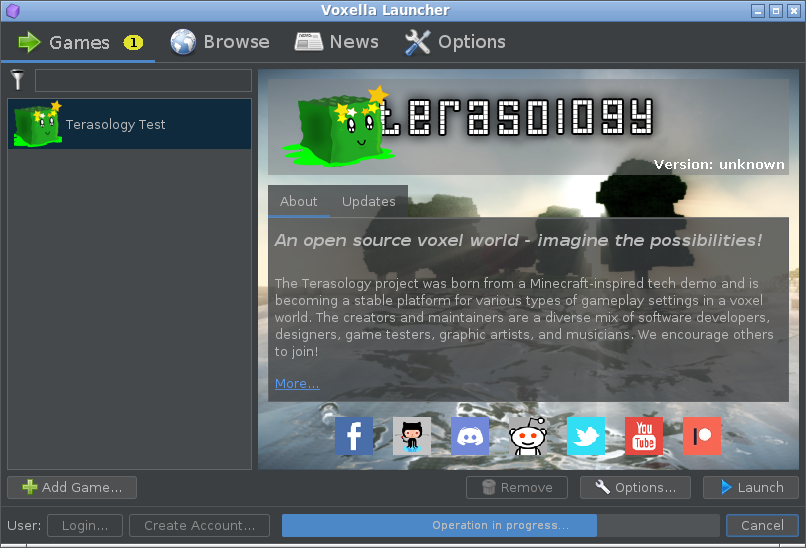 Voxella Launcher
Games 1 Browse News Options
Terasology Test
terasology
Version: unknown
About Updates
An open source voxel world - imagine the possibilities!
The Terasology project was born from a Minecraft-inspired tech demo and is
becoming a stable platform for various types of gameplay settings in a voxel
world. The creators and maintainers are a diverse mix of software developers,
designers, game testers, graphic artists, and musicians. We encourage others
to join!
More...
You
Tube
Add Game... Remove Options... Launch
User: Login... Create Account... Operation in progress... Cancel